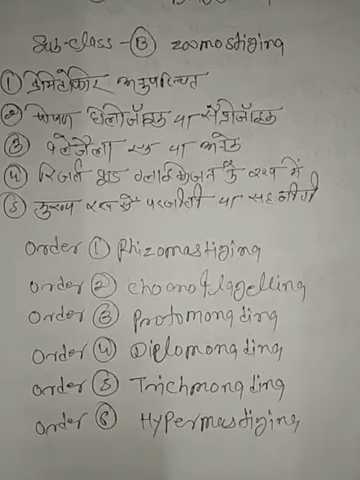 Sub-class - (B) zoomastigina
① क्रोमेटोफोर अनुपस्थित
② पोषण होलोजॉइक या सेप्रोजॉइक
③ फ्लैजैला एक या अनेक
④ रिजर्व फूड ग्लाइकोजन के रूप में
⑤ मुख्य रूप से परजीवी या सहजीवी
Order ① Rhizomastigina
Order ② choanoflagellina
Order ③ Protomonadina
Order ④ Diplomonadina
Order ⑤ Trichmonadina
Order ⑥ Hypermastigina